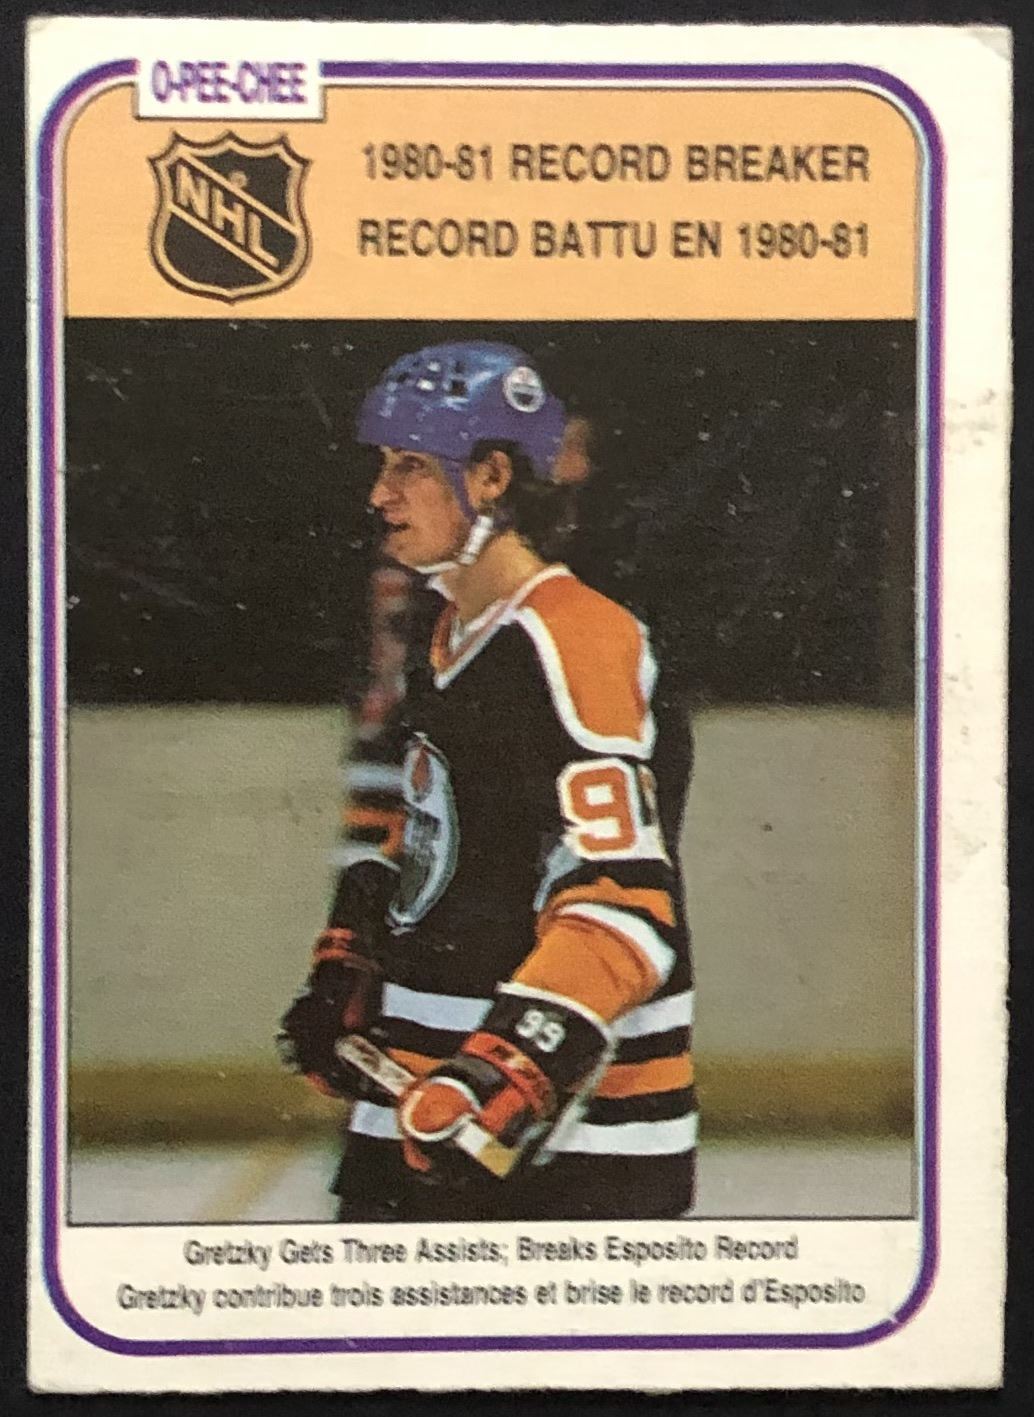 O-PEE-CHEE
NHL
1980-81 RECORD BREAKER
RECORD BATTU EN 1980-81
9
99
Gretzky Gets Three Assists; Breaks Esposito Record
Gretzky contribue trois assistances et brise le record d'Esposito